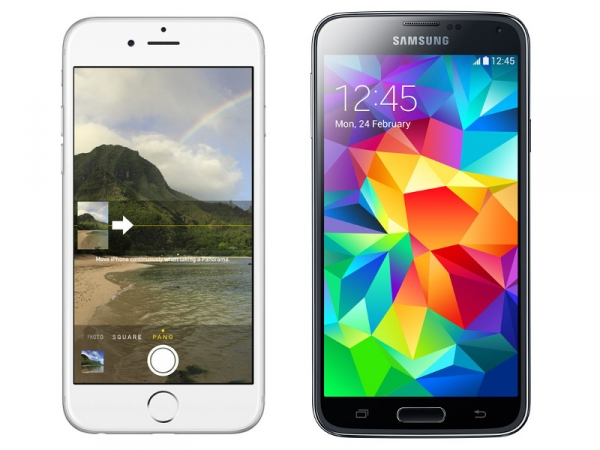 Move iPhone continuously when taking a Panorama.
PHOTO SQUARE PANO
SAMSUNG
12:45
12:45
Mon, 24 February